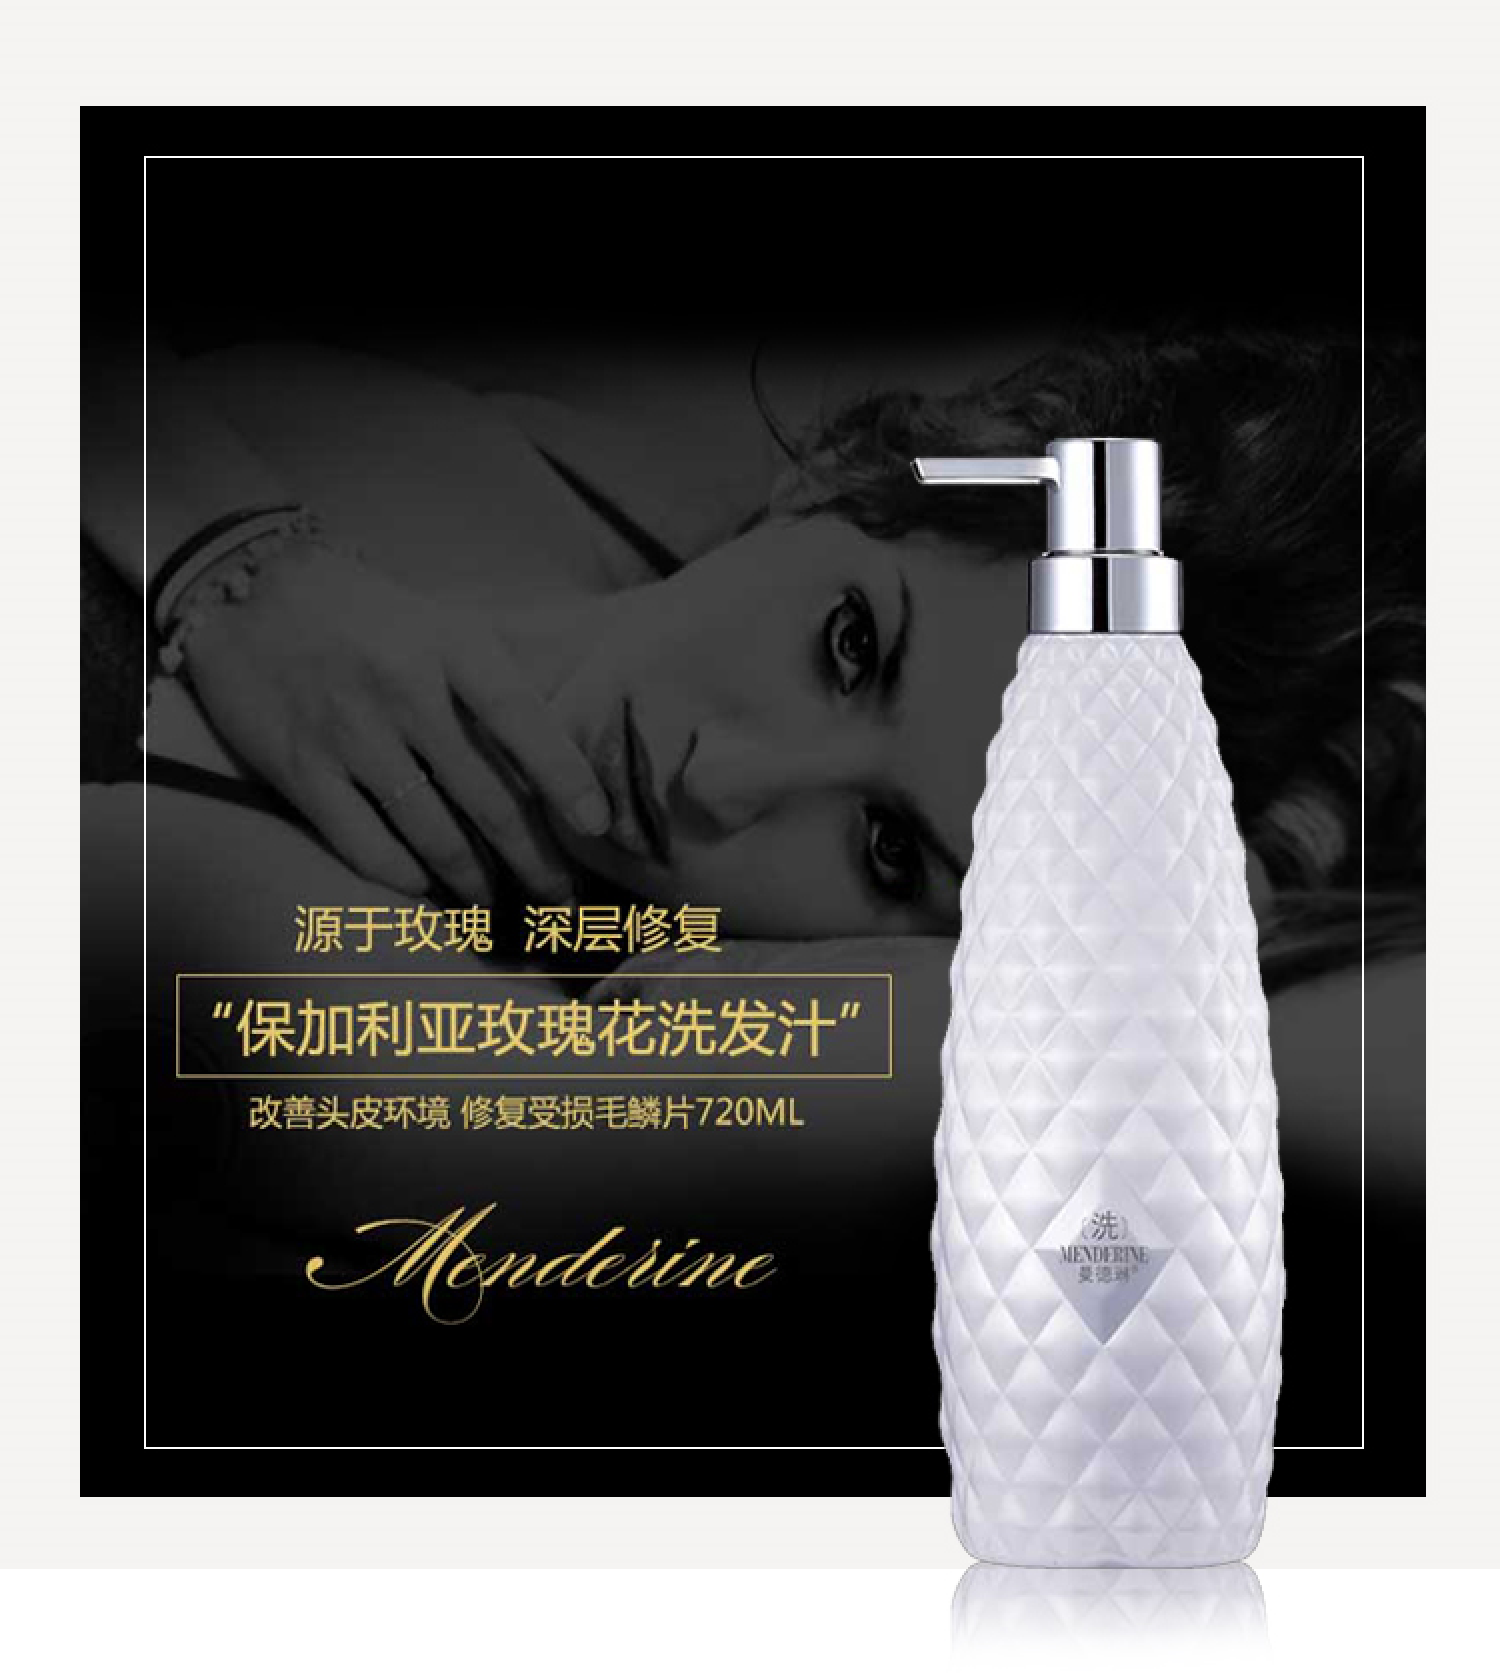 源于玫瑰 深层修复
“保加利亚玫瑰花洗发汁”
改善头皮环境 修复受损毛鳞片720ML
Menderine
(洗)
MENDERINE
曼德琳®